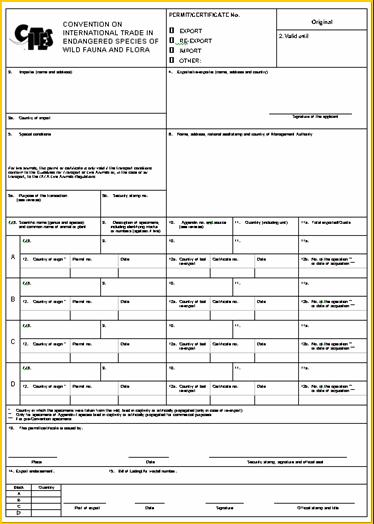 CITES
CONVENTION ON
INTERNATIONAL TRADE IN
ENDANGERED SPECIES OF
WILD FAUNA AND FLORA
PERMIT/CERTIFICATE No.
EXPORT
RE-EXPORT
IMPORT
OTHER:
Original
2. Valid until
3. Importer (name and address)
4. Exporter/re-exporter (name, address and country)
3a. Country of import
Signature of the applicant
5. Special conditions
6. Name, address, national seal/stamp and country of Management Authority
For live animals, this permit or certificate is only valid if the transport conditions
conform to the Guidelines for Transport of Live Animals or, in the case of air
transport, to the IATA Live Animals Regulations
5a. Purpose of the transaction
(see reverse)
5b. Security stamp no.
7./8. Scientific name (genus and species)
and common name of animal or plant
9. Description of specimens,
including identifying marks
or numbers (age/sex if live)
10. Appendix no. and source
(see reverse)
11. Quantity (including unit)
11a. Total exported/Quota
A
7./8.
9.
10.
11.
11a.
12. Country of origin *
Permit no.
Date
12a. Country of last
re-export
Certificate no.
Date
12b. No. of the operation **
or date of acquisition ***
B
7./8.
9.
10.
11.
11a.
12. Country of origin *
Permit no.
Date
12a. Country of last
re-export
Certificate no.
Date
12b. No. of the operation **
or date of acquisition ***
C
7./8.
9.
10.
11.
11a.
12. Country of origin *
Permit no.
Date
12a. Country of last
re-export
Certificate no.
Date
12b. No. of the operation **
or date of acquisition ***
D
7./8.
9.
10.
11.
11a.
12. Country of origin *
Permit no.
Date
12a. Country of last
re-export
Certificate no.
Date
12b. No. of the operation **
or date of acquisition ***
* Country in which the specimens were taken from the wild, bred in captivity or artificially propagated (only in case of re-export)
** Only for specimens of Appendix-I species bred in captivity or artificially propagated for commercial purposes
*** For pre-Convention specimens
13. This permit/certificate is issued by:
Place
Date
Security stamp, signature and official seal
14. Export endorsement:
15. Bill of Lading/Air waybill number:
Block
Quantity
A
B
C
D
Port of export
Date
Signature
Official stamp and title